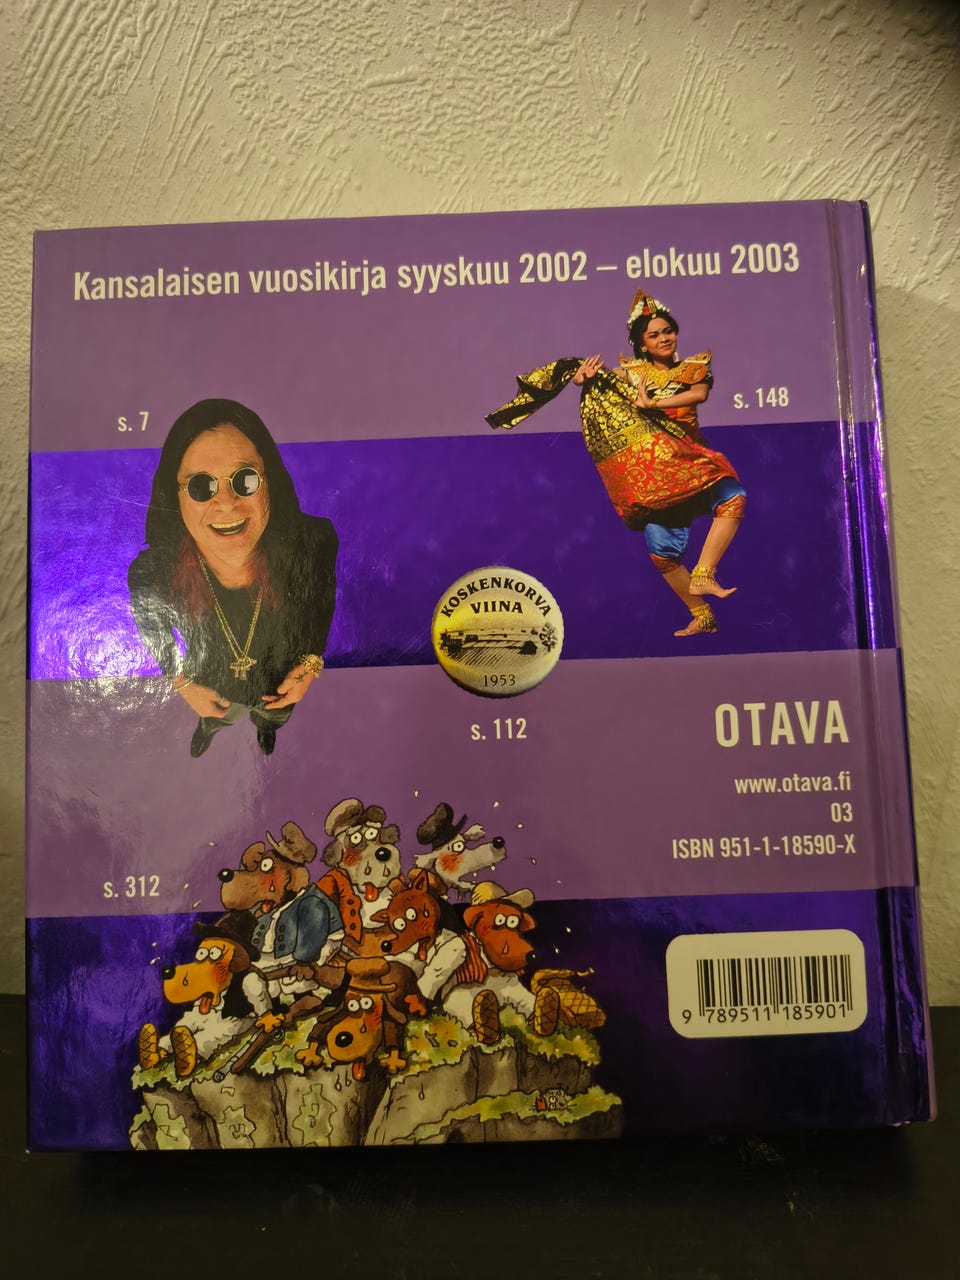 Kansalaisen vuosikirja syyskuu 2002 – elokuu 2003
s. 7
s. 148
KOSKENKORVA
VIINA
1953
s. 112
OTAVA
www.otava.fi
03
ISBN 951-1-18590-X
s. 312
9 789511 185901